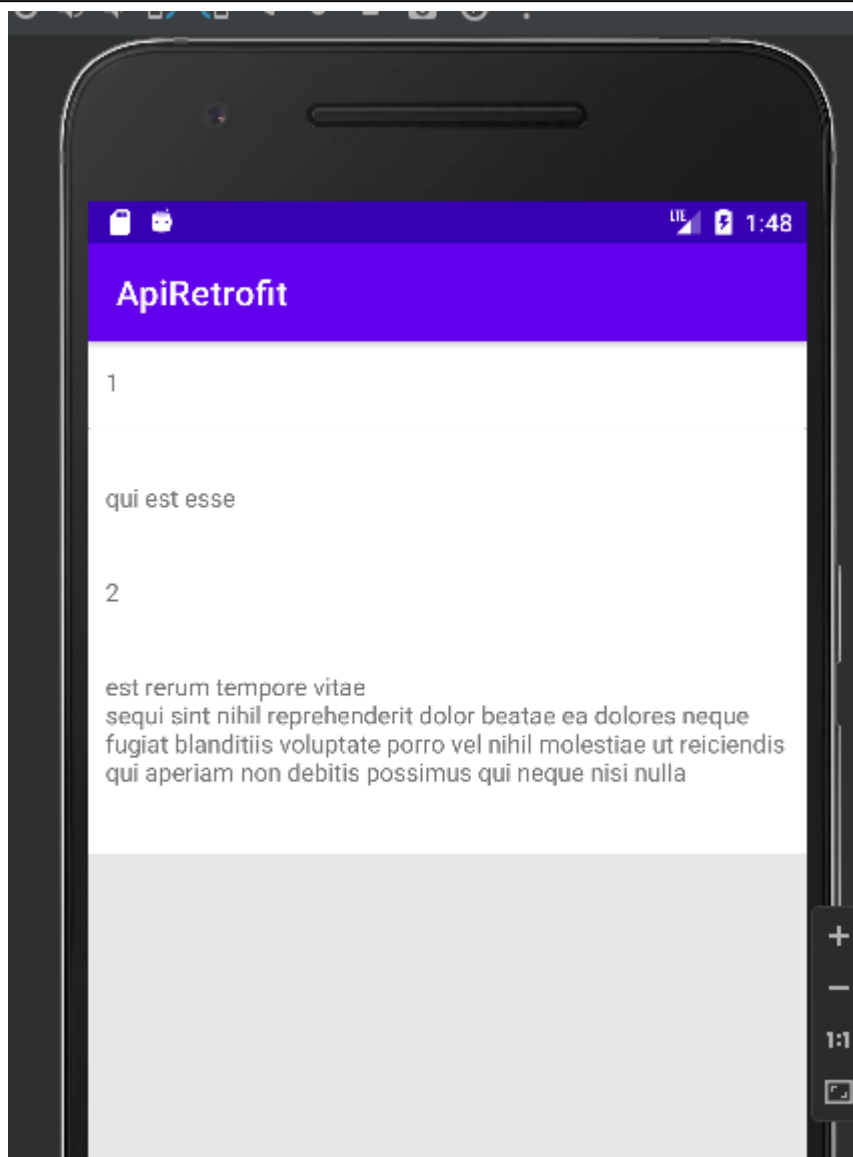 LTE 1:48
ApiRetrofit
1
qui est esse
2
est rerum tempore vitae
sequi sint nihil reprehenderit dolor beatae ea dolores neque
fugiat blanditiis voluptate porro vel nihil molestiae ut reiciendis
qui aperiam non debitis possimus qui neque nisi nulla
1:1